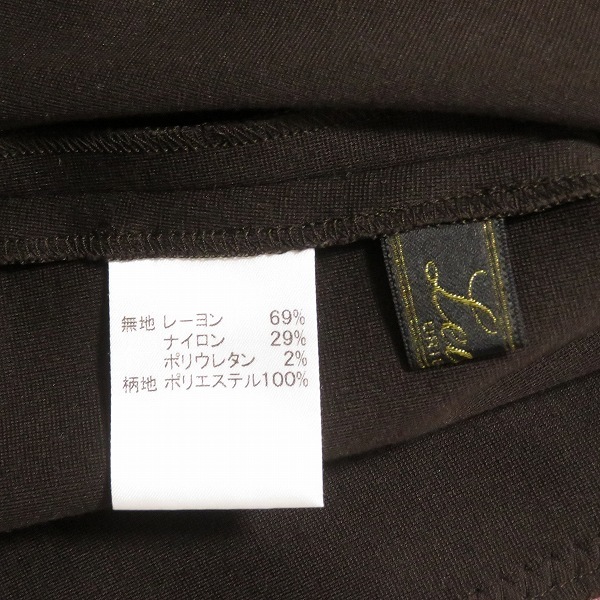 無地 レーヨン 69%
ナイロン 29%
ポリウレタン 2%
柄地 ポリエステル100%